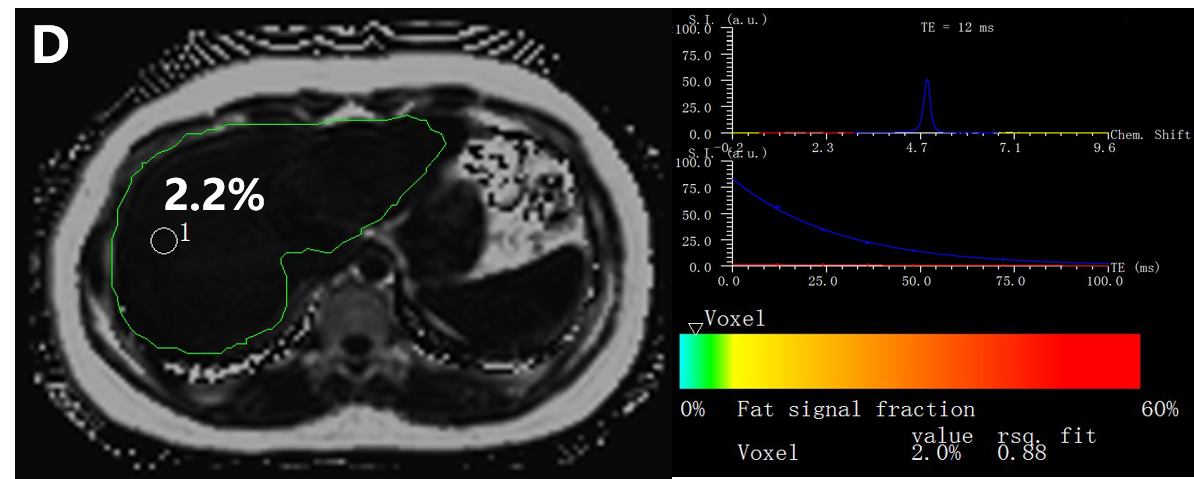 D
2.2%
1
S.I. (a.u.)
TE = 12 ms
100.0
75.0
50.0
25.0
0.0
-0.2 2.3 4.7 7.1 9.6
Chem. Shift
S.I. (a.u.)
100.0
75.0
50.0
25.0
0.0
0.0 25.0 50.0 75.0 100.0
TE (ms)
Voxel
0% Fat signal fraction 60%
value rsq. fit
Voxel 2.0% 0.88